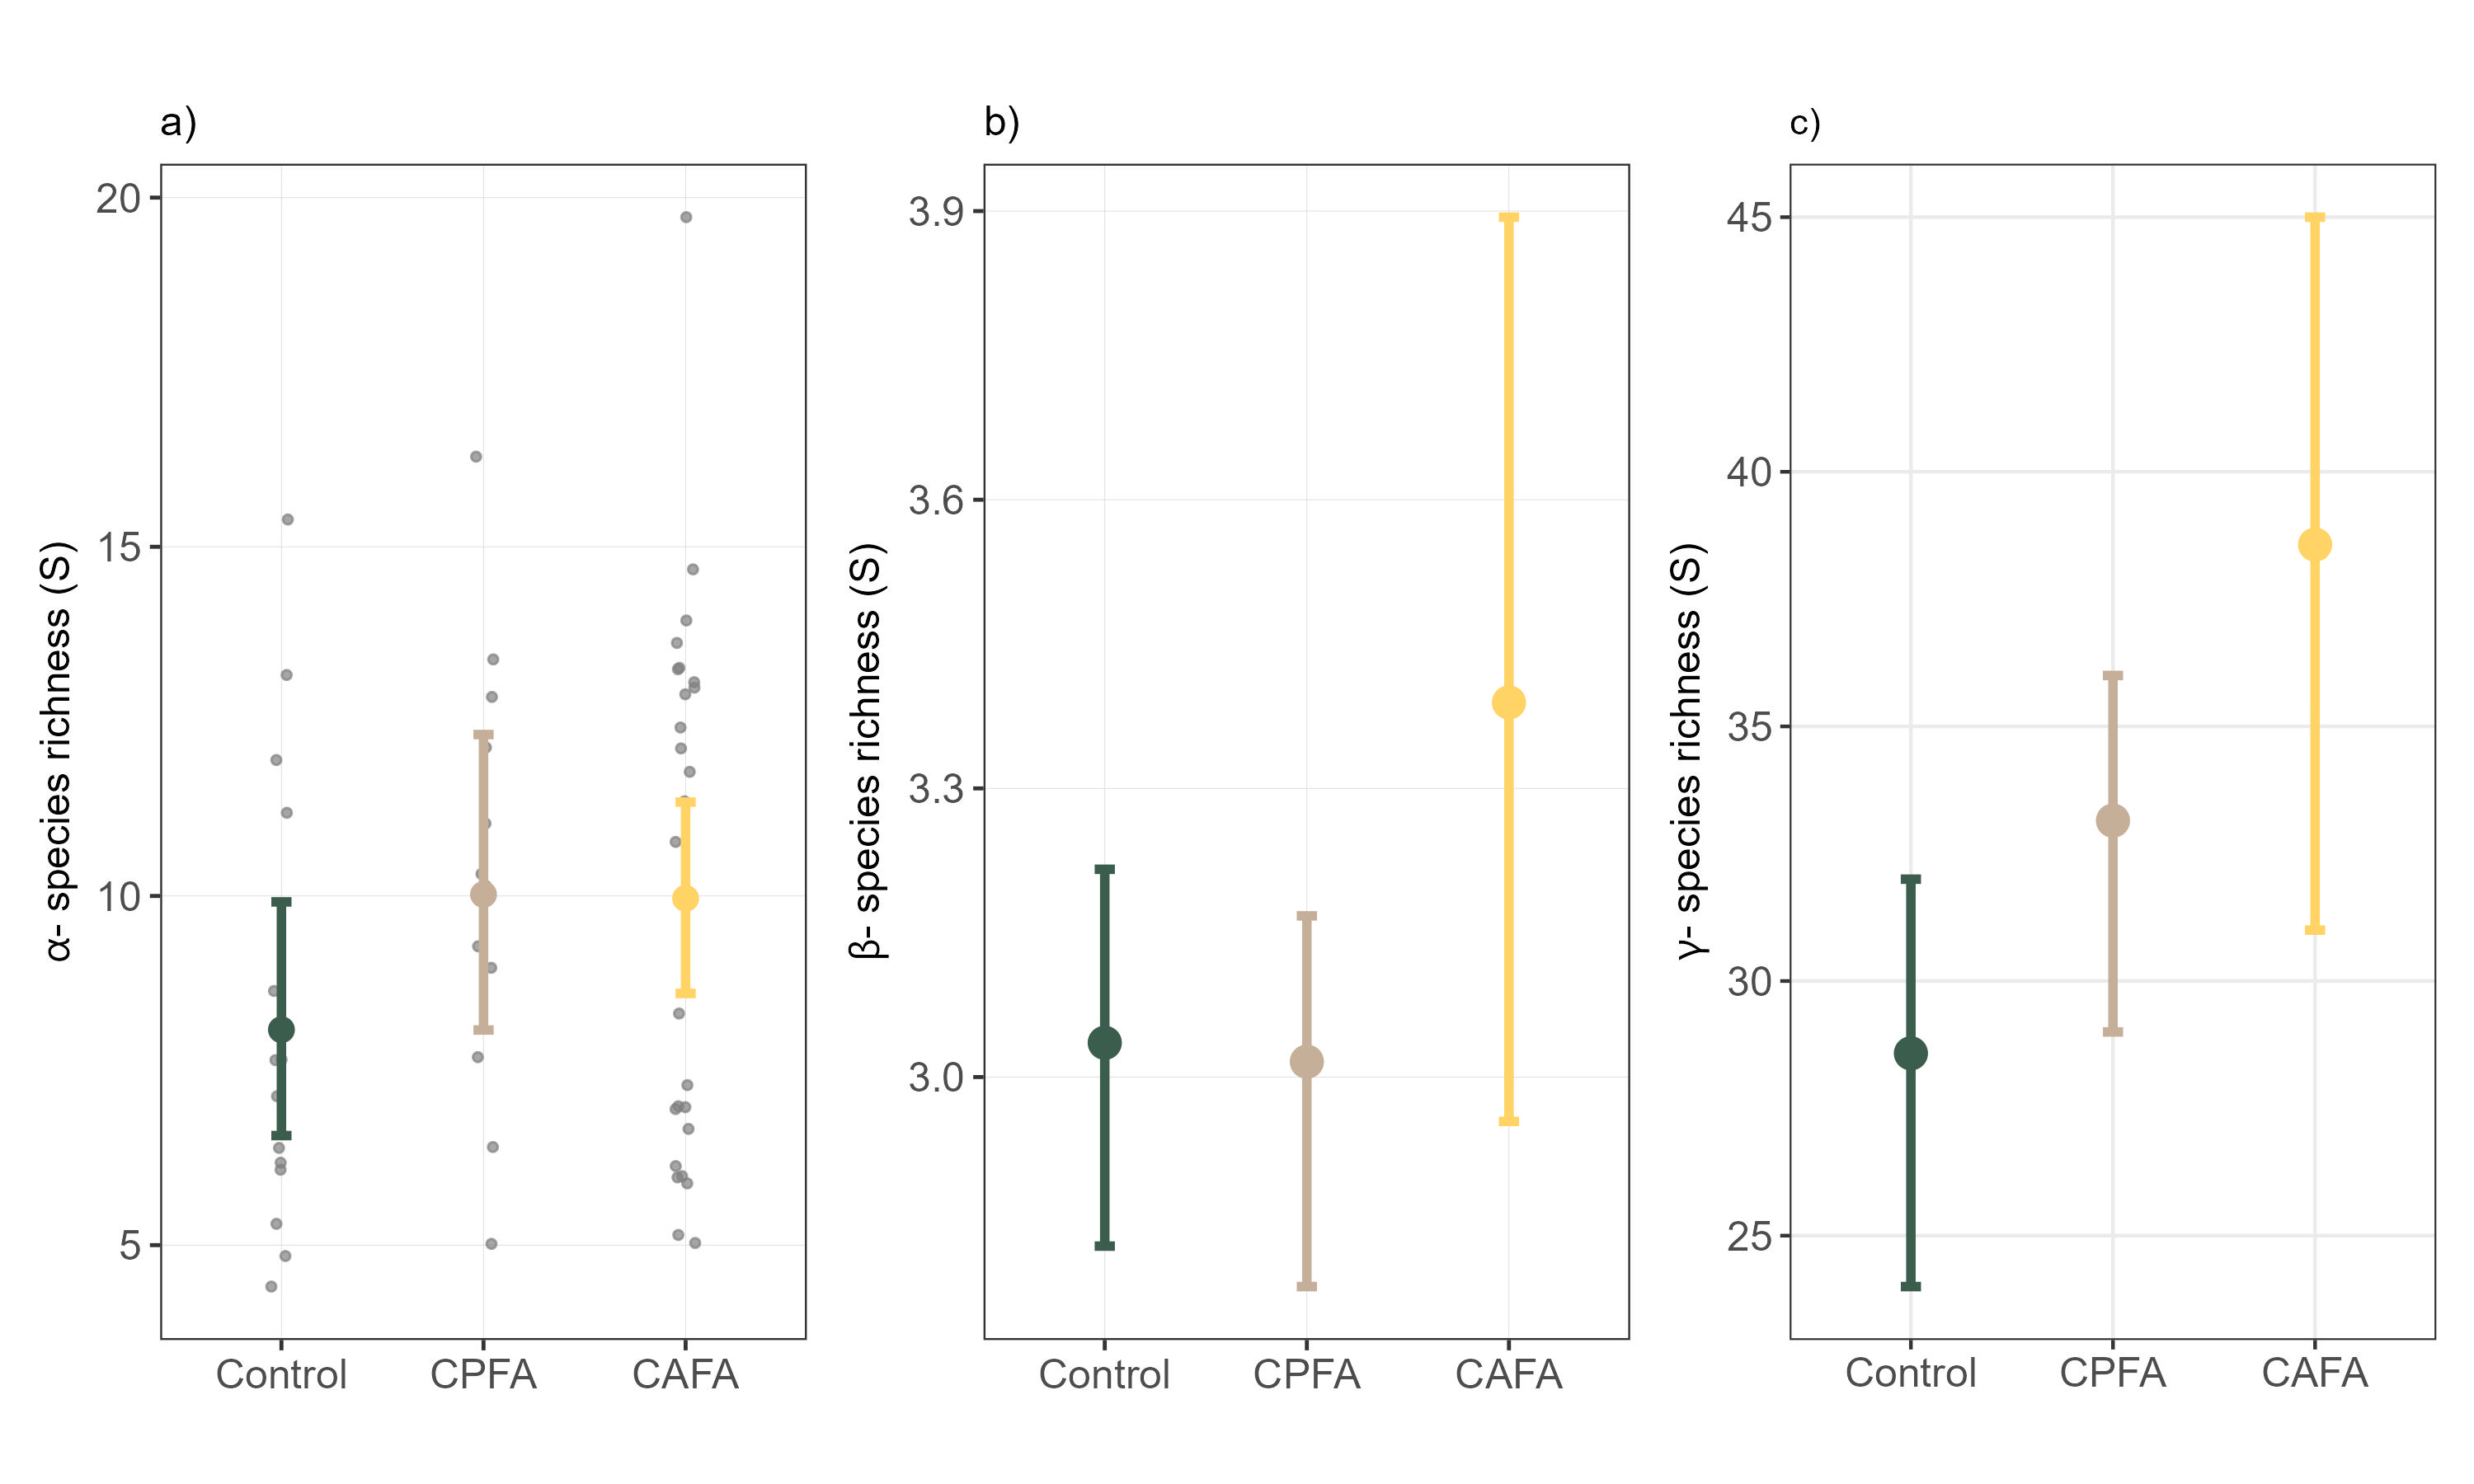 a)
α- species richness (S)
20
15
10
5
Control CPFA CAFA
b)
β- species richness (S)
3.9
3.6
3.3
3.0
Control CPFA CAFA
c)
γ- species richness (S)
45
40
35
30
25
Control CPFA CAFA